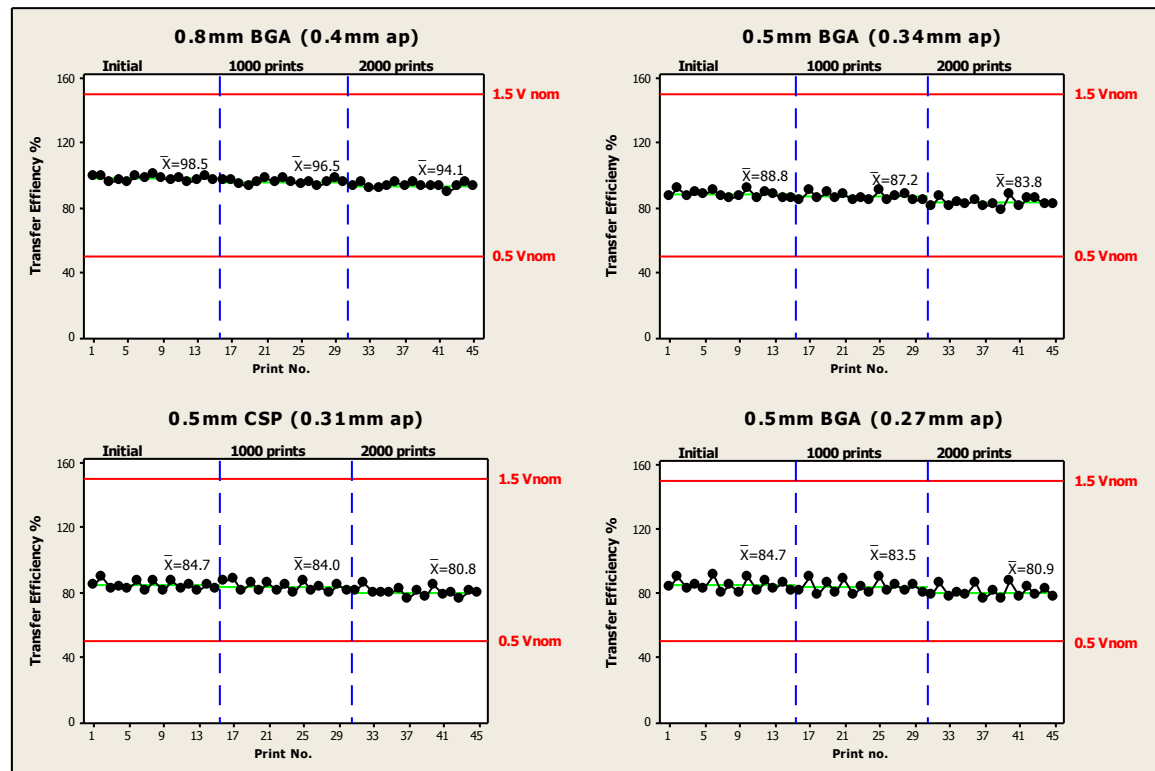 0.8mm BGA (0.4mm ap)
Initial 1000 prints 2000 prints
160
120
80
40
0
Transfer Efficiency %
1.5 V nom
0.5 Vnom
X̅=98.5
X̅=96.5
X̅=94.1
1 5 9 13 17 21 25 29 33 37 41 45
Print No.
0.5mm BGA (0.34mm ap)
Initial 1000 prints 2000 prints
160
120
80
40
0
Transfer Efficieny %
1.5 Vnom
0.5 Vnom
X̅=88.8
X̅=87.2
X̅=83.8
1 5 9 13 17 21 25 29 33 37 41 45
Print No.
0.5mm CSP (0.31mm ap)
Initial 1000 prints 2000 prints
160
120
80
40
0
Transfer Efficiency %
1.5 Vnom
0.5 Vnom
X̅=84.7
X̅=84.0
X̅=80.8
1 5 9 13 17 21 25 29 33 37 41 45
Print No.
0.5mm BGA (0.27mm ap)
Initial 1000 prints 2000 prints
160
120
80
40
0
Transfer Efficiency %
1.5 Vnom
0.5 Vnom
X̅=84.7
X̅=83.5
X̅=80.9
1 5 9 13 17 21 25 29 33 37 41 45
Print no.